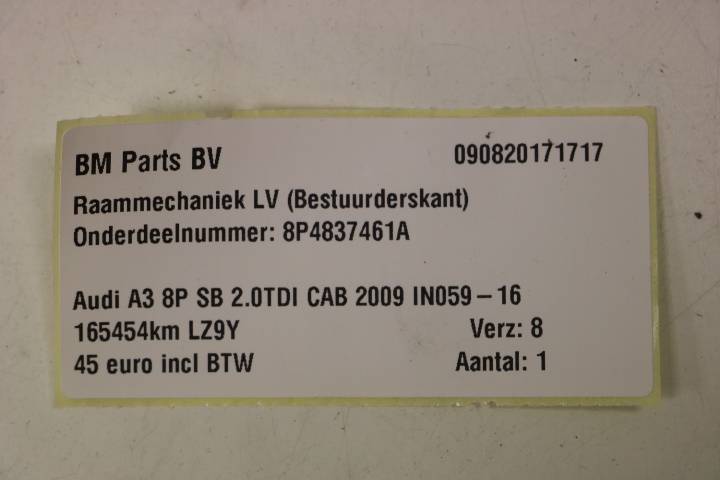 BM Parts BV 090820171717
Raammechaniek LV (Bestuurderskant)
Onderdeelnummer: 8P4837461A
Audi A3 8P SB 2.0TDI CAB 2009 IN059-16
165454km LZ9Y Verz: 8
45 euro incl BTW Aantal: 1